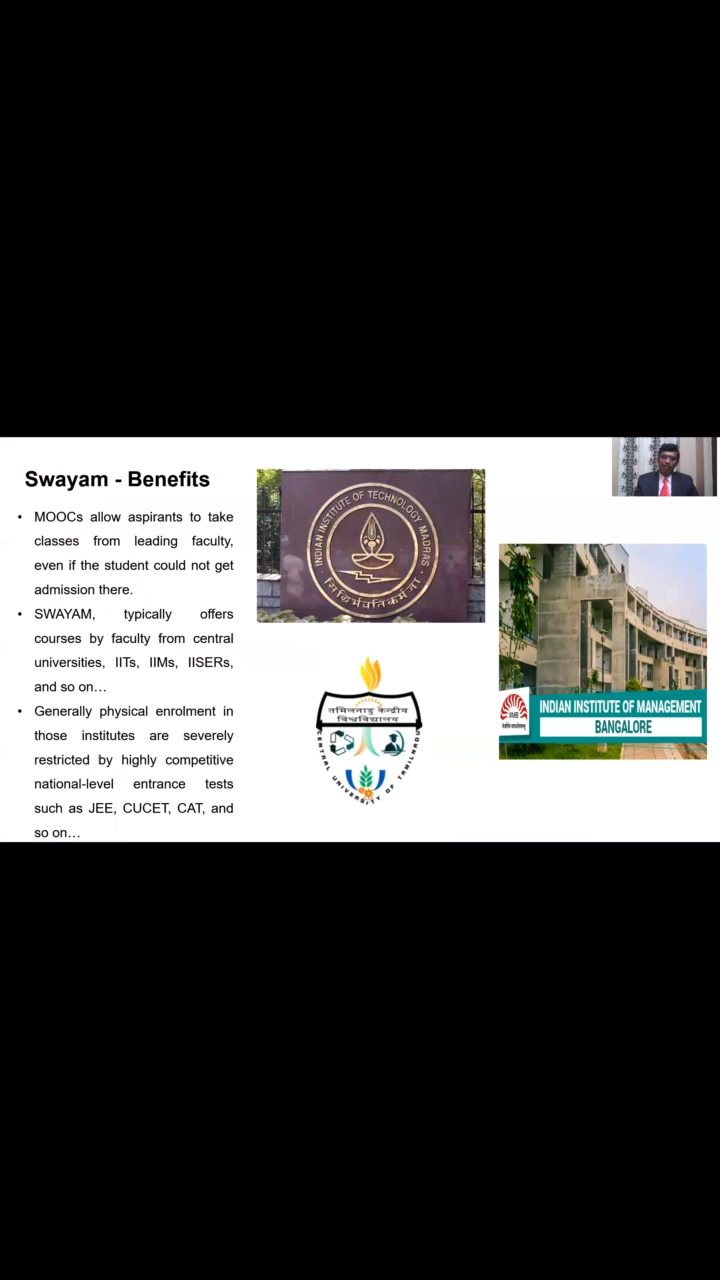 Swayam - Benefits
• MOOCs allow aspirants to take
classes from leading faculty,
even if the student could not get
admission there.
• SWAYAM, typically offers
courses by faculty from central
universities, IITs, IIMs, IISERs,
and so on…
• Generally physical enrolment in
those institutes are severely
restricted by highly competitive
national-level entrance tests
such as JEE, CUCET, CAT, and
so on…
INDIAN INSTITUTE OF TECHNOLOGY MADRAS
सिद्धिर्भवति कर्मजा
तमिलनाडु केन्द्रीय
विश्वविद्यालय
CENTRAL UNIVERSITY OF TAMILNADU
IIMB
INDIAN INSTITUTE OF MANAGEMENT
BANGALORE